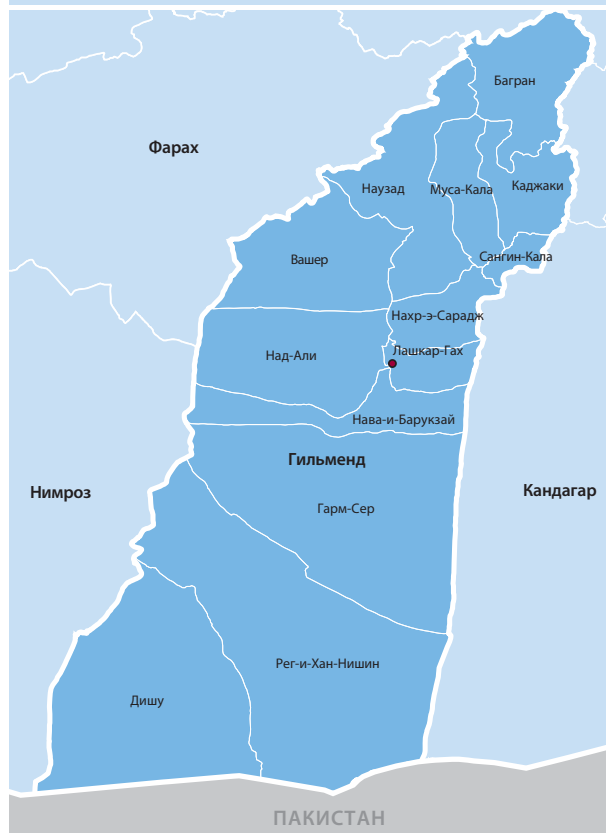 Багран
Фарах
Каджаки
Наузад
Муса-Кала
Вашер
Сангин-Кала
Нахр-э-Сарадж
Лашкар-Гах
Над-Али
Нава-и-Барукзай
Гильменд
Нимроз
Кандагар
Гарм-Сер
Рег-и-Хан-Нишин
Дишу
ПАКИСТАН